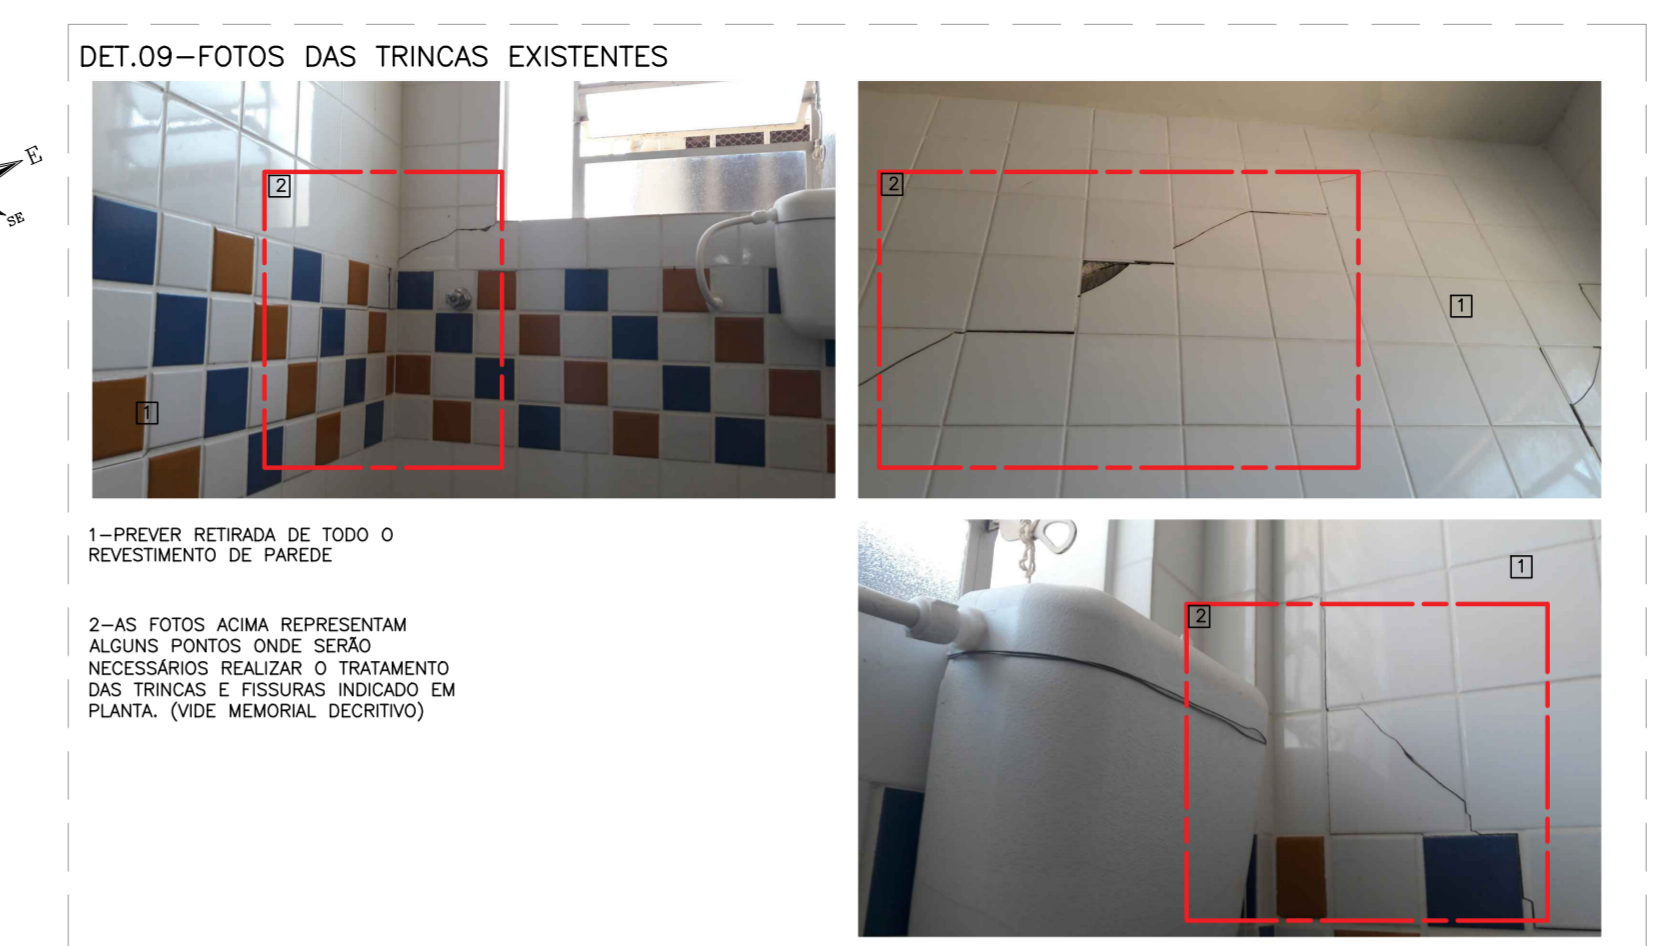 DET.09-FOTOS DAS TRINCAS EXISTENTES
E
SE
2
1
2
1
1-PREVER RETIRADA DE TODO O
REVESTIMENTO DE PAREDE
2-AS FOTOS ACIMA REPRESENTAM
ALGUNS PONTOS ONDE SERÃO
NECESSÁRIOS REALIZAR O TRATAMENTO
DAS TRINCAS E FISSURAS INDICADO EM
PLANTA. (VIDE MEMORIAL DECRITIVO)
1
2